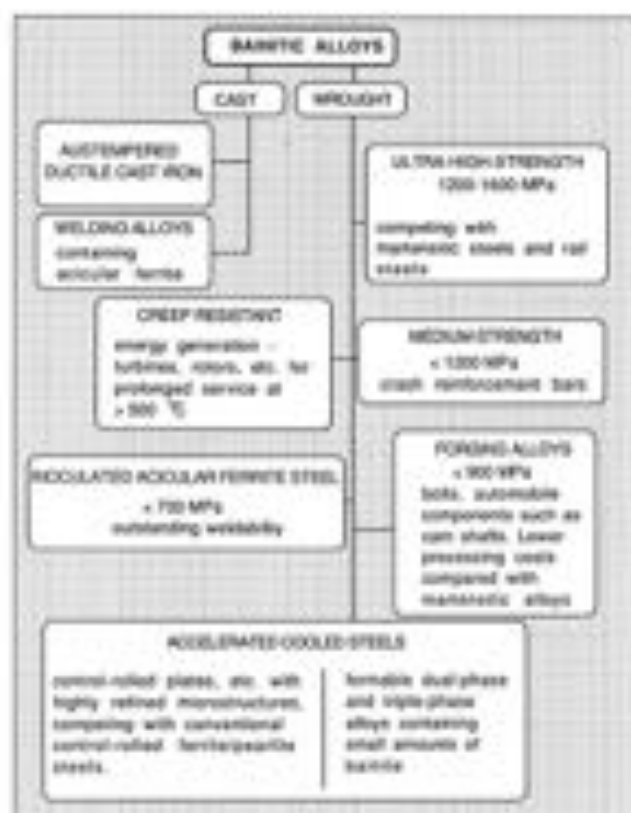 BAINITIC ALLOYS
CAST
WROUGHT
AUSTEMPERED
DUCTILE CAST IRON
ULTRA HIGH-STRENGTH
1200-1600 MPa
competing with
martensitic steels and rail
steels
WELDING ALLOYS
containing
acicular ferrite
CREEP RESISTANT
energy generation -
turbines, rotors, etc. for
prolonged service at
> 500 °C
MEDIUM-STRENGTH
< 1000 MPa
crash reinforcement bars
FORGING ALLOYS
< 900 MPa
bolts, automobile
components such as
cam shafts. Lower
processing costs
compared with
martensitic alloys
INOCULATED ACICULAR FERRITE STEEL
< 700 MPa
outstanding weldability
ACCELERATED COOLED STEELS
control-rolled plates, etc. with
highly refined microstructures,
competing with conventional
control-rolled ferrite/pearlite
steels.
formable dual-phase
and triple-phase
alloys containing
small amounts of
bainite